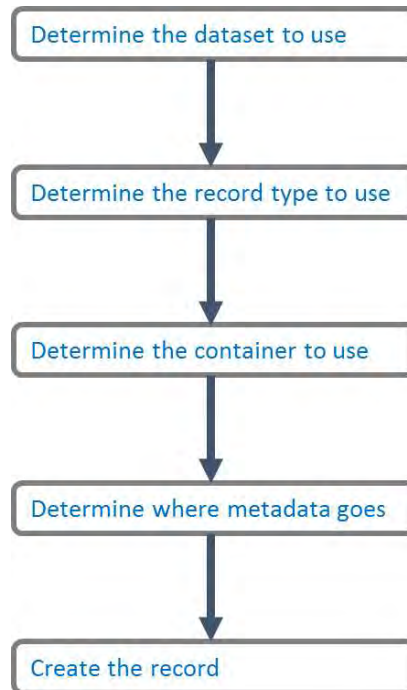 Determine the dataset to use
Determine the record type to use
Determine the container to use
Determine where metadata goes
Create the record